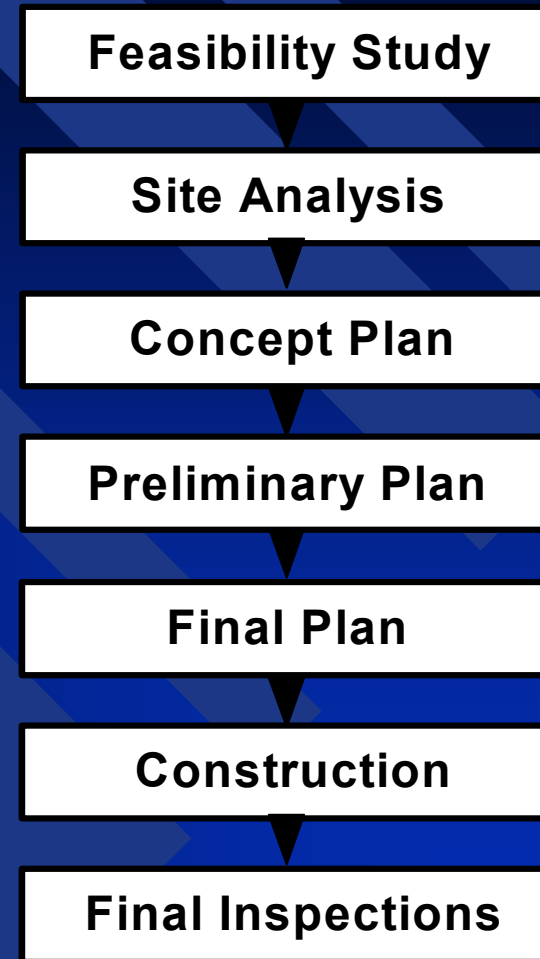 Feasibility Study
Site Analysis
Concept Plan
Preliminary Plan
Final Plan
Construction
Final Inspections